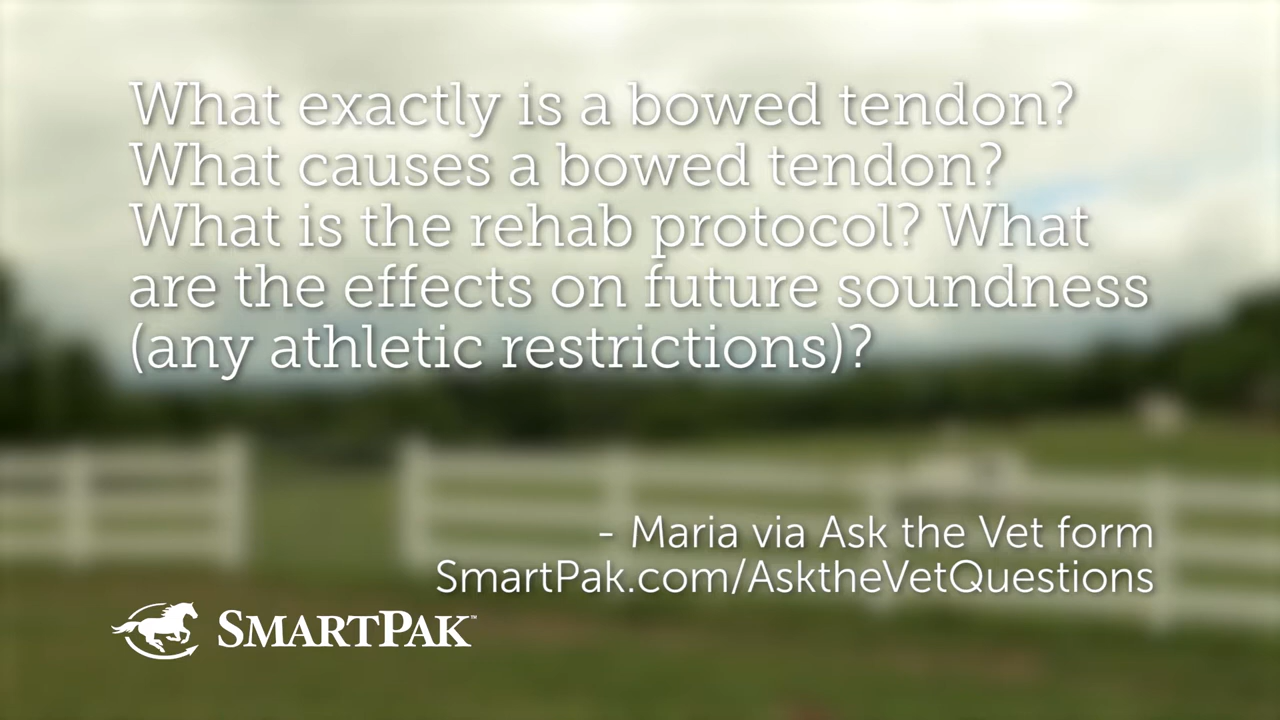 What exactly is a bowed tendon?
What causes a bowed tendon?
What is the rehab protocol? What
are the effects on future soundness
(any athletic restrictions)?
- Maria via Ask the Vet form
SmartPak.com/AsktheVetQuestions
SMARTPAK™